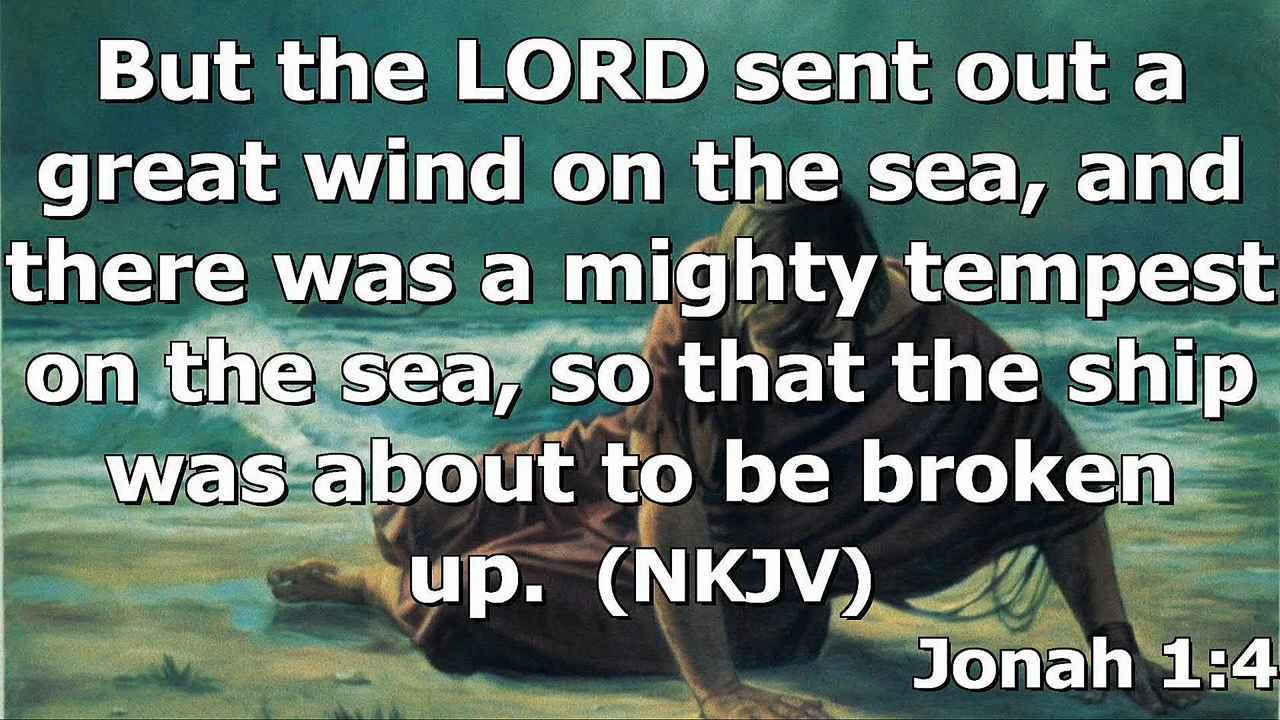 But the LORD sent out a
great wind on the sea, and
there was a mighty tempest
on the sea, so that the ship
was about to be broken
up. (NKJV)
Jonah 1:4